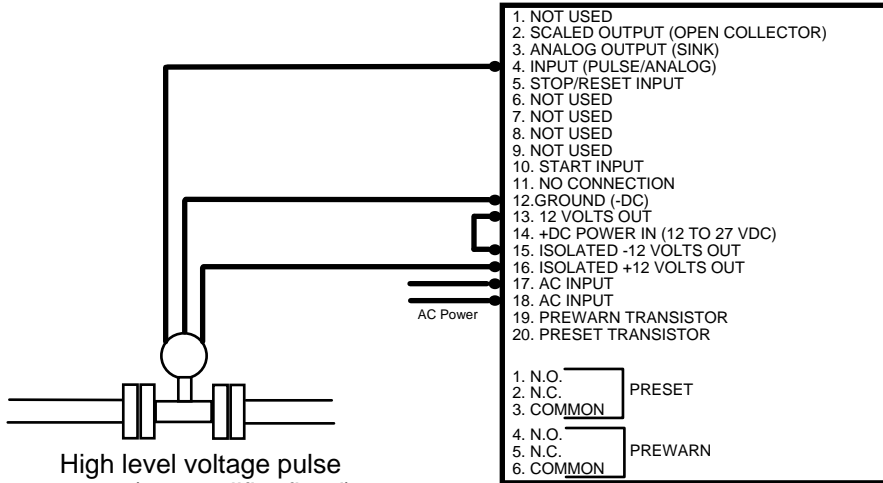 1. NOT USED
2. SCALED OUTPUT (OPEN COLLECTOR)
3. ANALOG OUTPUT (SINK)
4. INPUT (PULSE/ANALOG)
5. STOP/RESET INPUT
6. NOT USED
7. NOT USED
8. NOT USED
9. NOT USED
10. START INPUT
11. NO CONNECTION
12.GROUND (-DC)
13. 12 VOLTS OUT
14. +DC POWER IN (12 TO 27 VDC)
15. ISOLATED -12 VOLTS OUT
16. ISOLATED +12 VOLTS OUT
17. AC INPUT
18. AC INPUT
19. PREWARN TRANSISTOR
20. PRESET TRANSISTOR
AC Power
1. N.O.
2. N.C.
3. COMMON
PRESET
4. N.O.
5. N.C.
6. COMMON
PREWARN
High level voltage pulse